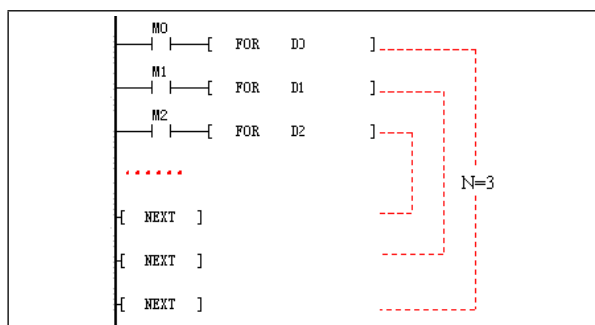 M0
[ FOR D0 ]
M1
[ FOR D1 ]
M2
[ FOR D2 ]
N=3
[ NEXT ]
[ NEXT ]
[ NEXT ]